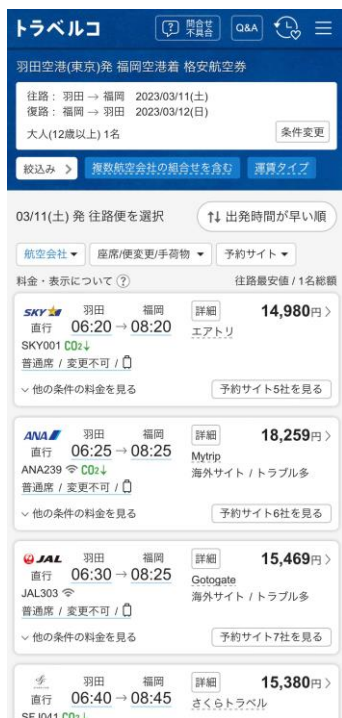 トラベルコ
? 問合せ 不具合 Q&A
羽田空港(東京)発 福岡空港着 格安航空券
往路： 羽田 → 福岡 2023/03/11(土)
復路： 福岡 → 羽田 2023/03/12(日)
大人(12歳以上) 1名 条件変更
絞込み > 複数航空会社の組合せを含む 運賃タイプ
03/11(土) 発 往路便を選択 ↑↓ 出発時間が早い順
航空会社▼ 座席/便変更/手荷物 ▼ 予約サイト ▼
料金・表示について ? 往路最安値 / 1名総額
SKY 羽田 福岡 詳細 14,980円 >
直行 06:20 → 08:20 エアトリ
SKY001 CO2↓
普通席 / 変更不可 /
他の条件の料金を見る 予約サイト5社を見る
ANA 羽田 福岡 詳細 18,259円 >
直行 06:25 → 08:25 Mytrip
ANA239 CO2↓ 海外サイト / トラブル多
普通席 / 変更不可 /
他の条件の料金を見る 予約サイト6社を見る
JAL 羽田 福岡 詳細 15,469円 >
直行 06:30 → 08:25 Gotogate
JAL303 海外サイト / トラブル多
普通席 / 変更不可 /
他の条件の料金を見る 予約サイト7社を見る
羽田 福岡 詳細 15,380円 >
直行 06:40 → 08:45 さくらトラベル
SFJ041 CO2↓